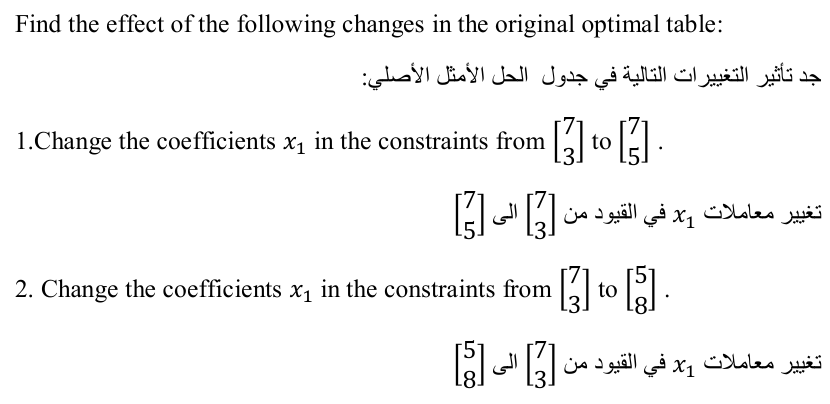 Find the effect of the following changes in the original optimal table:
جد تأثير التغييرات التالية في جدول الحل الأمثل الأصلي:
1.Change the coefficients x₁ in the constraints from [7 3] to [7 5] .
تغيير معاملات x₁ في القيود من [7 3] الى [7 5]
2. Change the coefficients x₁ in the constraints from [7 3] to [5 8] .
تغيير معاملات x₁ في القيود من [7 3] الى [5 8]